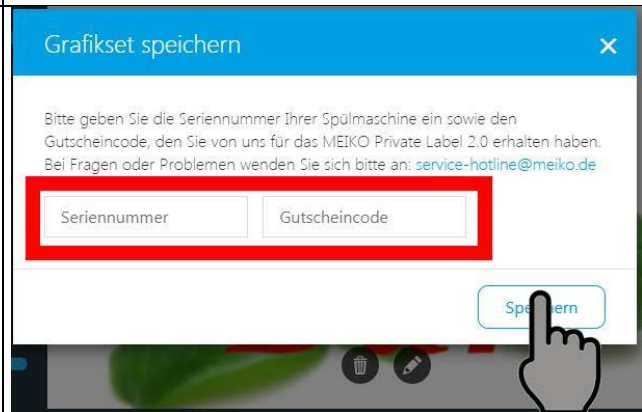 Grafikset speichern
Bitte geben Sie die Seriennummer Ihrer Spülmaschine ein sowie den
Gutscheincode, den Sie von uns für das MEIKO Private Label 2.0 erhalten haben.
Bei Fragen oder Problemen wenden Sie sich bitte an: service-hotline@meiko.de
Seriennummer Gutscheincode